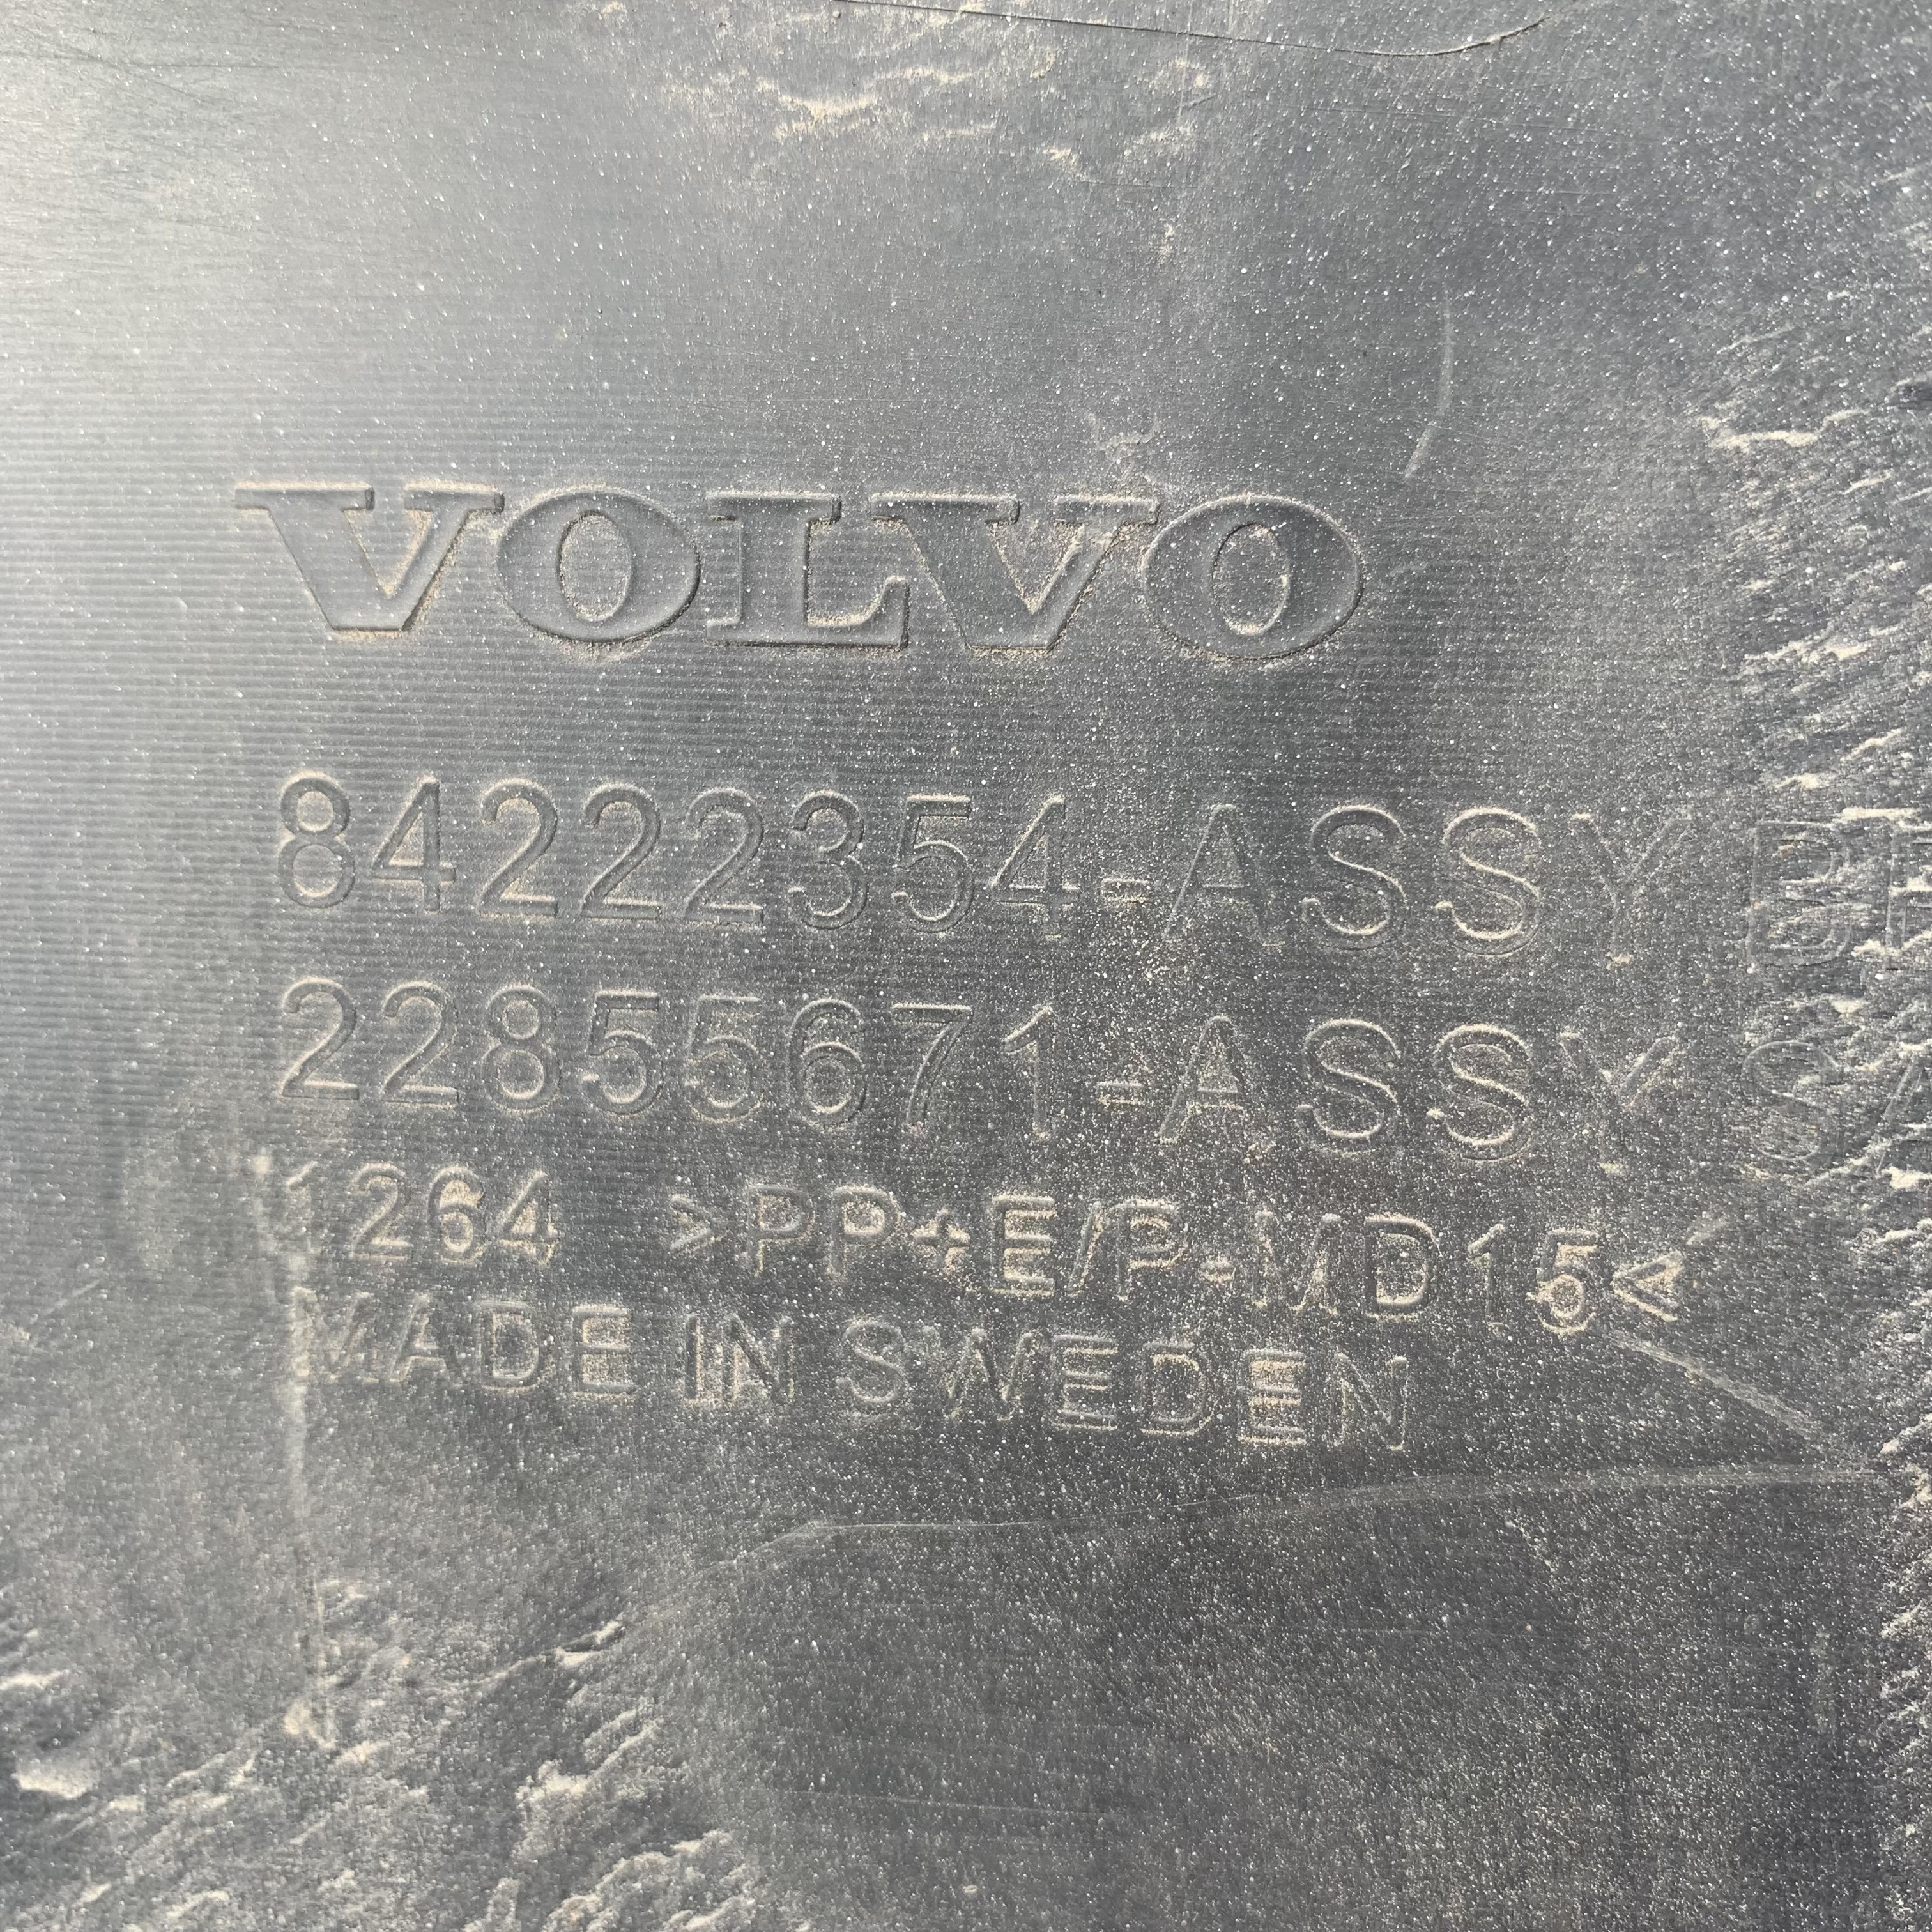 VOLVO
84222354-ASSY
22855671-ASSY
1264 >PP+E/P-MD15<
MADE IN SWEDEN